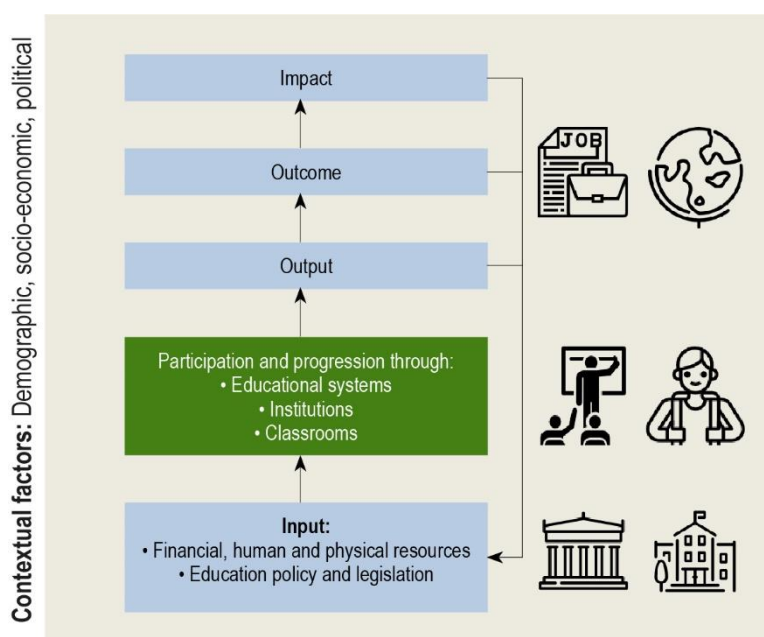 Contextual factors: Demographic, socio-economic, political
Impact
JOB
Outcome
Output
Participation and progression through:
• Educational systems
• Institutions
• Classrooms
Input:
• Financial, human and physical resources
• Education policy and legislation